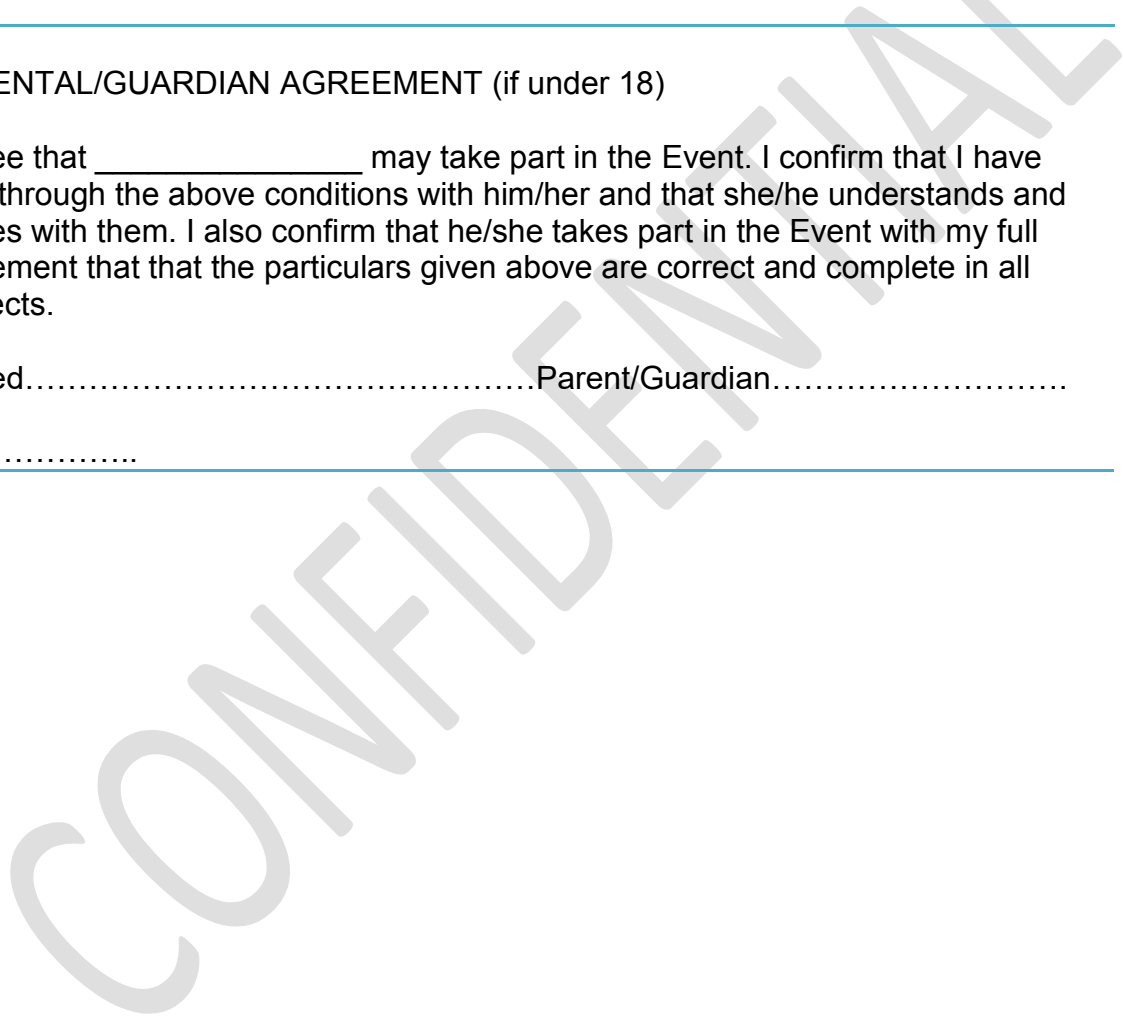 ENTAL/GUARDIAN AGREEMENT (if under 18)
ee that _______________ may take part in the Event. I confirm that I have
through the above conditions with him/her and that she/he understands and
es with them. I also confirm that he/she takes part in the Event with my full
ement that that the particulars given above are correct and complete in all
ects.
ed…………………………………………Parent/Guardian……………………….
…………..
CONFIDENTIAL